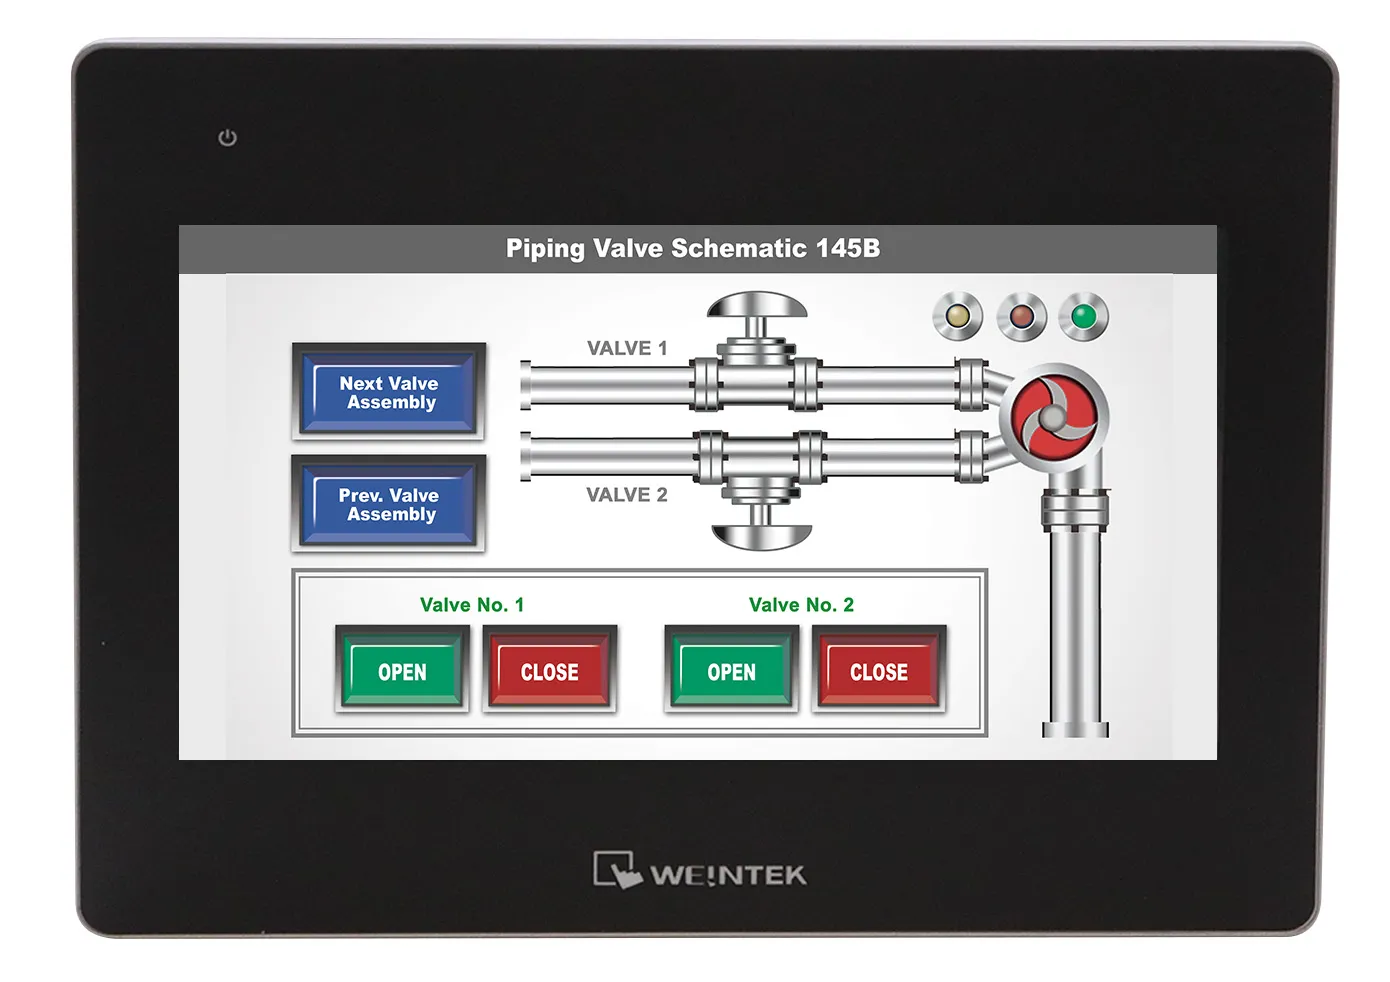 Piping Valve Schematic 145B
VALVE 1
Next Valve
Assembly
Prev. Valve
Assembly
VALVE 2
Valve No. 1
Valve No. 2
OPEN
CLOSE
OPEN
CLOSE
WEINTEK